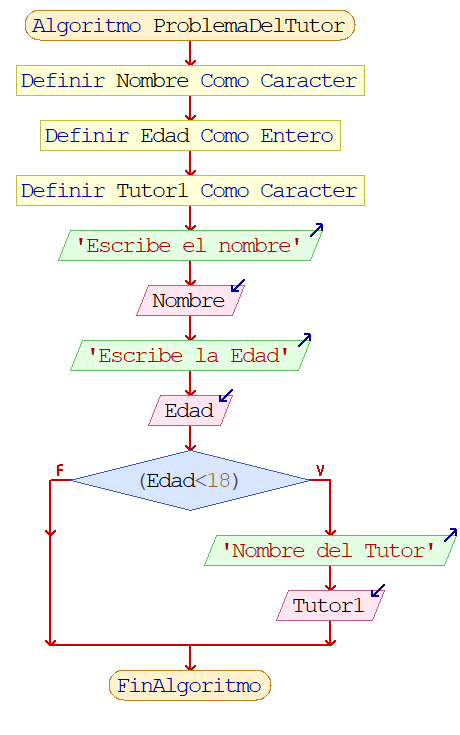 Algoritmo ProblemaDelTutor
Definir Nombre Como Caracter
Definir Edad Como Entero
Definir Tutor1 Como Caracter
'Escribe el nombre'
Nombre
'Escribe la Edad'
Edad
F
V
(Edad<18)
'Nombre del Tutor'
Tutor1
FinAlgoritmo